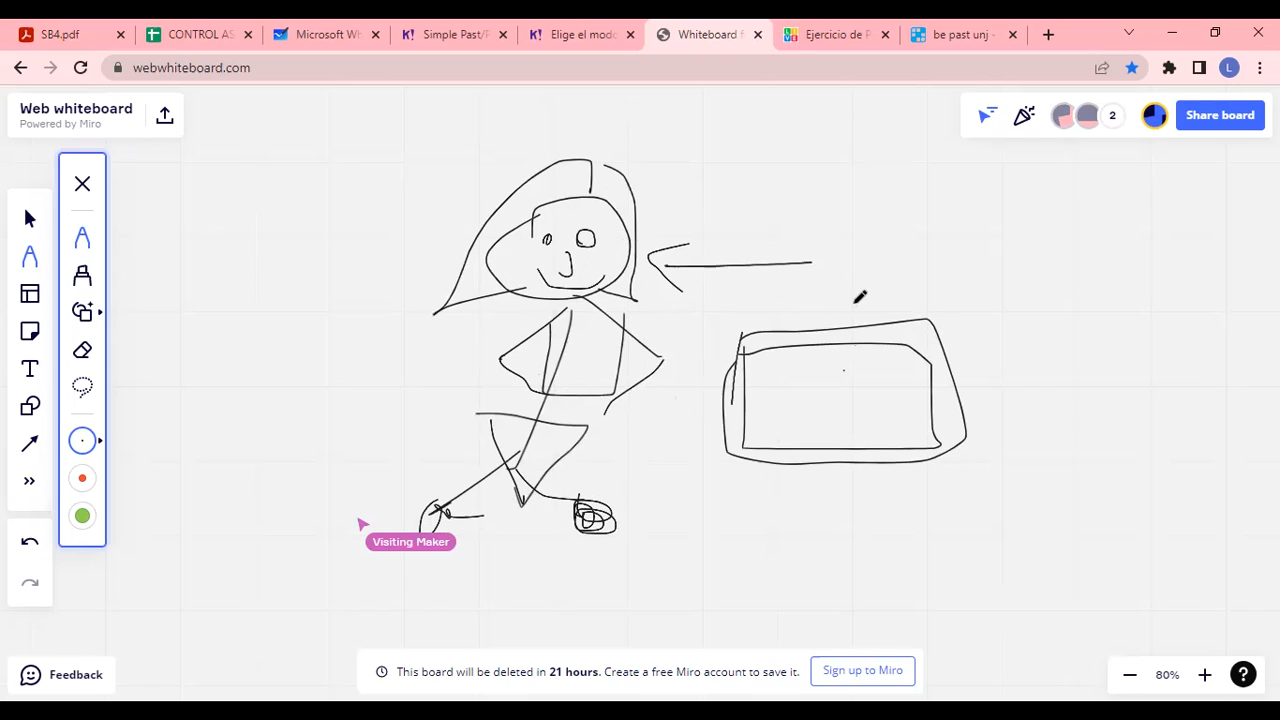 SB4.pdf
CONTROL AS
Microsoft Wh
Simple Past/P
Elige el modo
Whiteboard f
Ejercicio de P
be past unj -
webwhiteboard.com
L
Web whiteboard
Powered by Miro
2
Share board
Visiting Maker
This board will be deleted in 21 hours. Create a free Miro account to save it.
Sign up to Miro
Feedback
80%